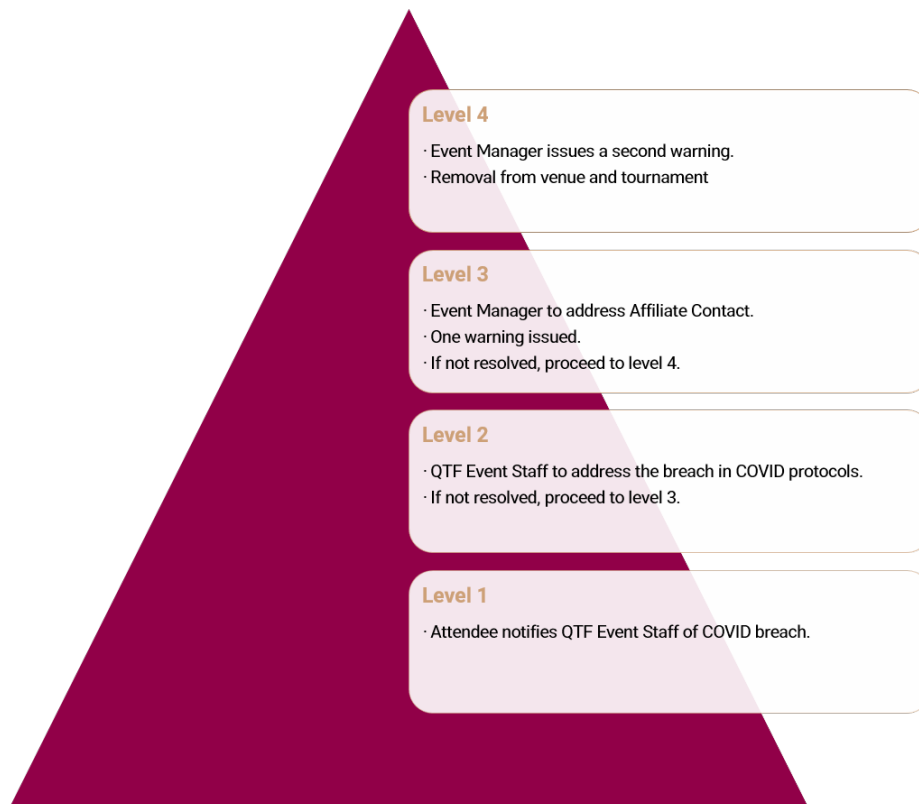 Level 4
· Event Manager issues a second warning.
· Removal from venue and tournament
Level 3
· Event Manager to address Affiliate Contact.
· One warning issued.
· If not resolved, proceed to level 4.
Level 2
· QTF Event Staff to address the breach in COVID protocols.
· If not resolved, proceed to level 3.
Level 1
· Attendee notifies QTF Event Staff of COVID breach.